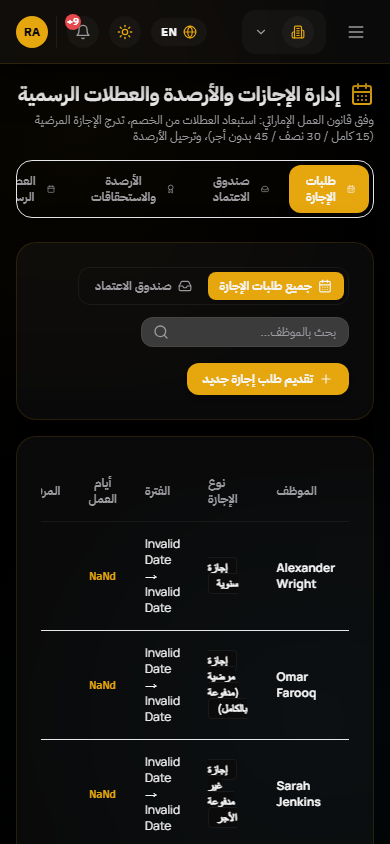 RA
+9
EN
إدارة الإجازات والأرصدة والعطلات الرسمية
وفق قانون العمل الإماراتي: استبعاد العطلات من الخصم، تدرج الإجازة المرضية
(15 كامل / 30 نصف / 45 بدون أجر)، وترحيل الأرصدة
طلبات
الإجازة
صندوق
الاعتماد
الأرصدة
والاستحقاقات
جميع طلبات الإجازة
صندوق الاعتماد
بحث بالموظف...
+ تقديم طلب إجازة جديد
الموظف
نوع
الإجازة
الفترة
أيام
العمل
Alexander
Wright
إجازة
سنوية
Invalid
Date
→
Invalid
Date
NaNd
Omar
Farooq
إجازة
مرضية
(مدفوعة
بالكامل)
Invalid
Date
→
Invalid
Date
NaNd
Sarah
Jenkins
إجازة
غير
مدفوعة
الأجر
Invalid
Date
→
Invalid
Date
NaNd